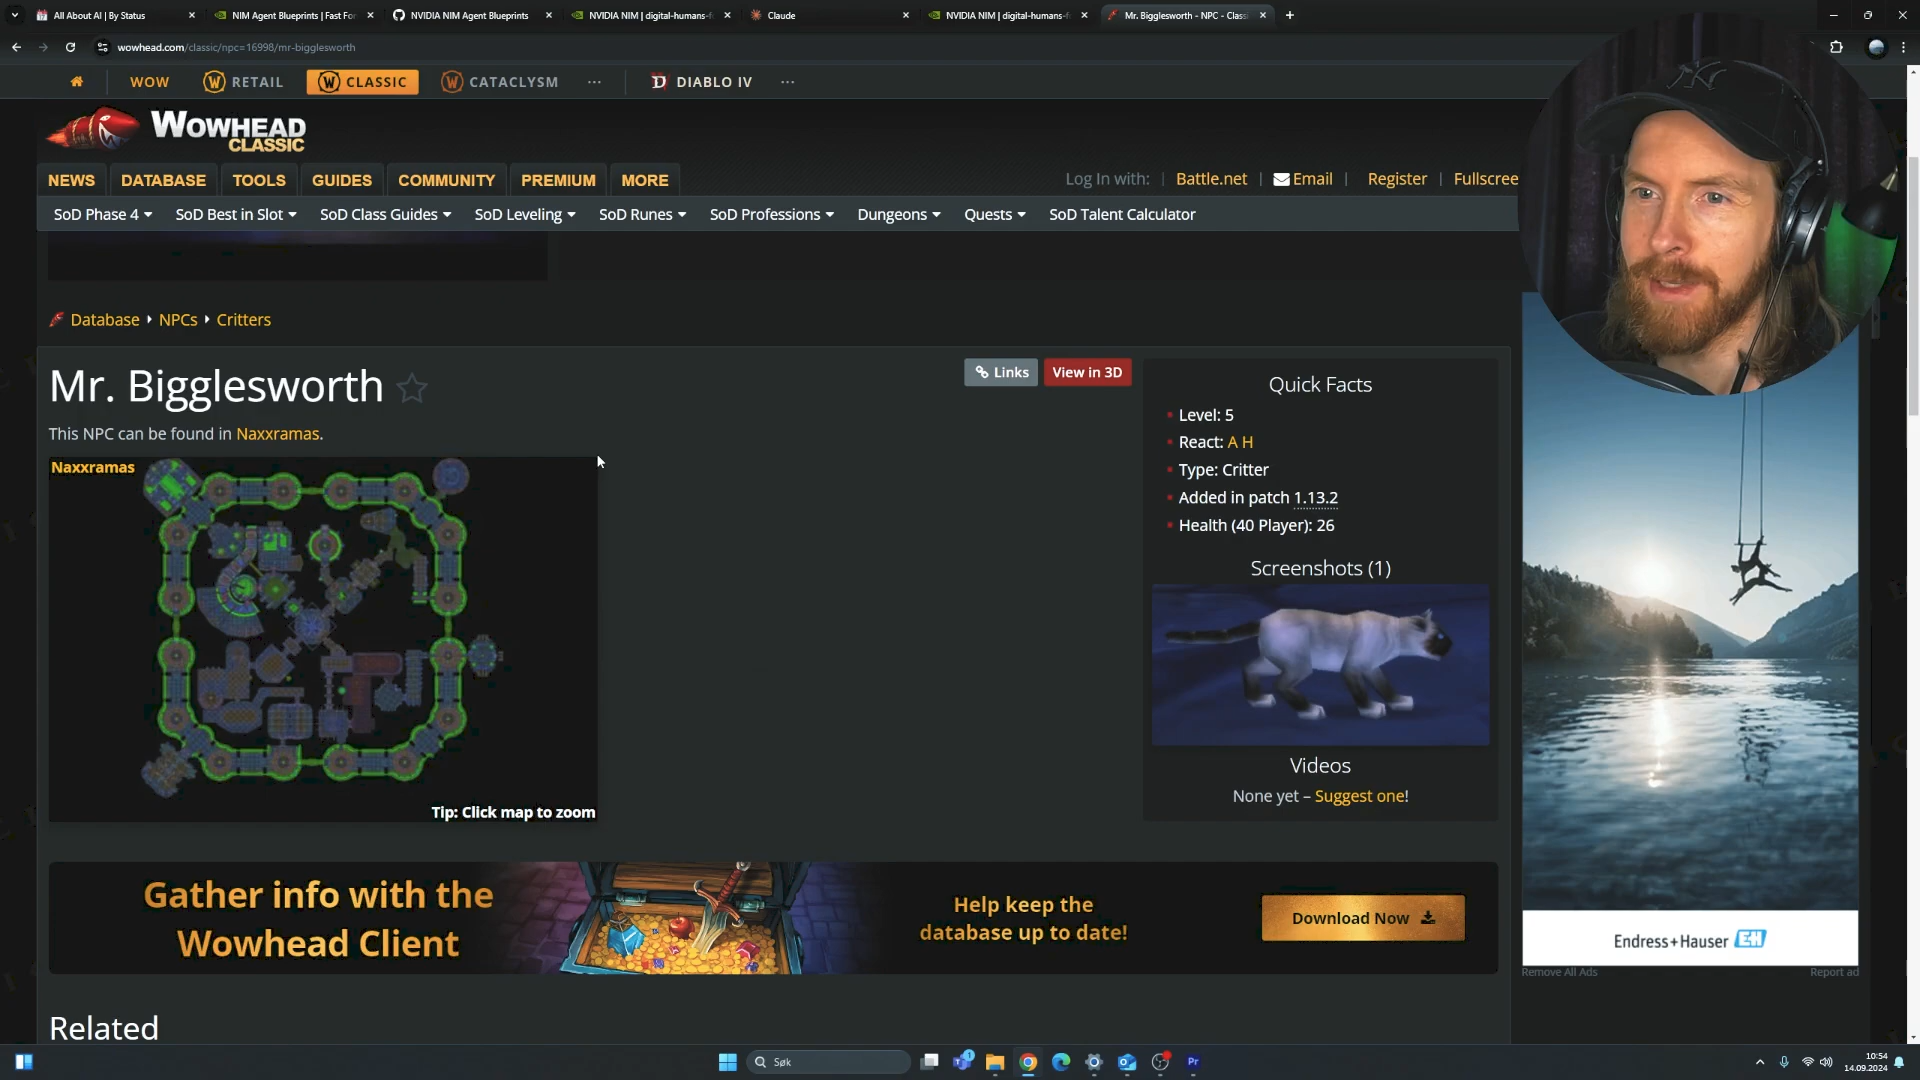 All About AI | By Status
NIM Agent Blueprints | Fast For
NVIDIA NIM Agent Blueprints
NVIDIA NIM | digital-humans-f
Claude
NVIDIA NIM | digital-humans-f
Mr. Bigglesworth - NPC - Classi
wowhead.com/classic/npc=16998/mr-bigglesworth
WOW
RETAIL
CLASSIC
CATACLYSM
DIABLO IV
WOWHEAD
CLASSIC
NEWS
DATABASE
TOOLS
GUIDES
COMMUNITY
PREMIUM
MORE
Log In with: | Battle.net | Email | Register | Fullscree
SoD Phase 4
SoD Best in Slot
SoD Class Guides
SoD Leveling
SoD Runes
SoD Professions
Dungeons
Quests
SoD Talent Calculator
Database
NPCs
Critters
Mr. Bigglesworth
Links
View in 3D
This NPC can be found in Naxxramas.
Naxxramas
Tip: Click map to zoom
Quick Facts
Level: 5
React: A H
Type: Critter
Added in patch 1.13.2
Health (40 Player): 26
Screenshots (1)
Videos
None yet – Suggest one!
Gather info with the
Wowhead Client
Help keep the
database up to date!
Download Now
Endress+Hauser EH
Remove All Ads
Report ad
Related
Søk
1
Pr
10:54
14.09.2024